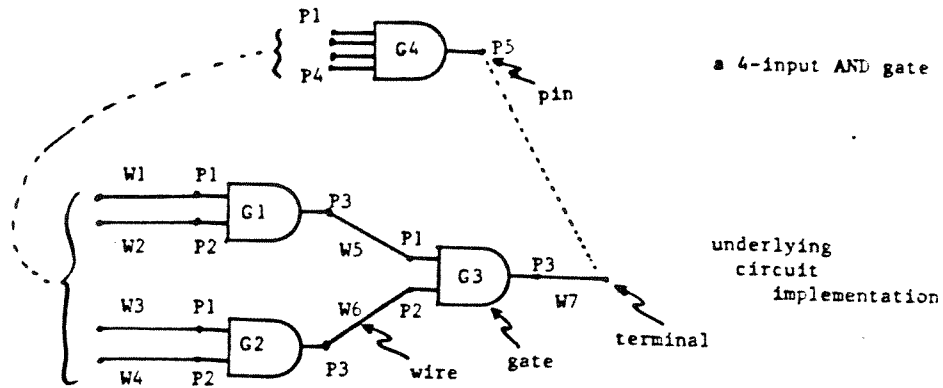 P1
G4
P5
P4
pin
a 4-input AND gate
W1
P1
G1
P3
W2
P2
W5
P1
G3
P3
W7
P2
W6
W3
P1
G2
P3
W4
P2
wire
gate
terminal
underlying
circuit
implementation